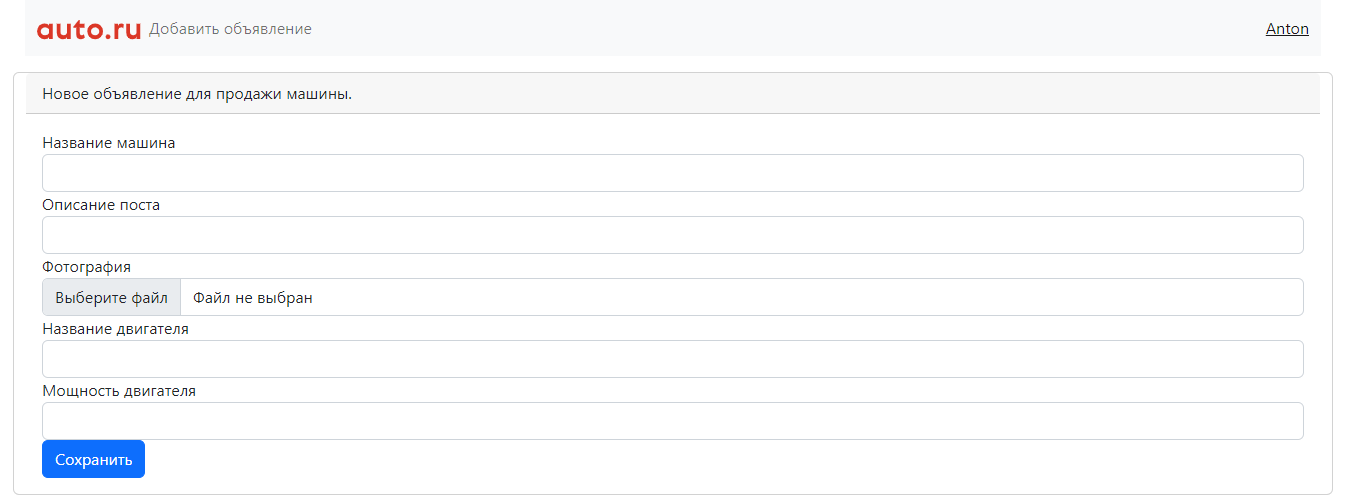 auto.ru Добавить объявление Anton
Новое объявление для продажи машины.
Название машина
Описание поста
Фотография
Выберите файл Файл не выбран
Название двигателя
Мощность двигателя
Сохранить